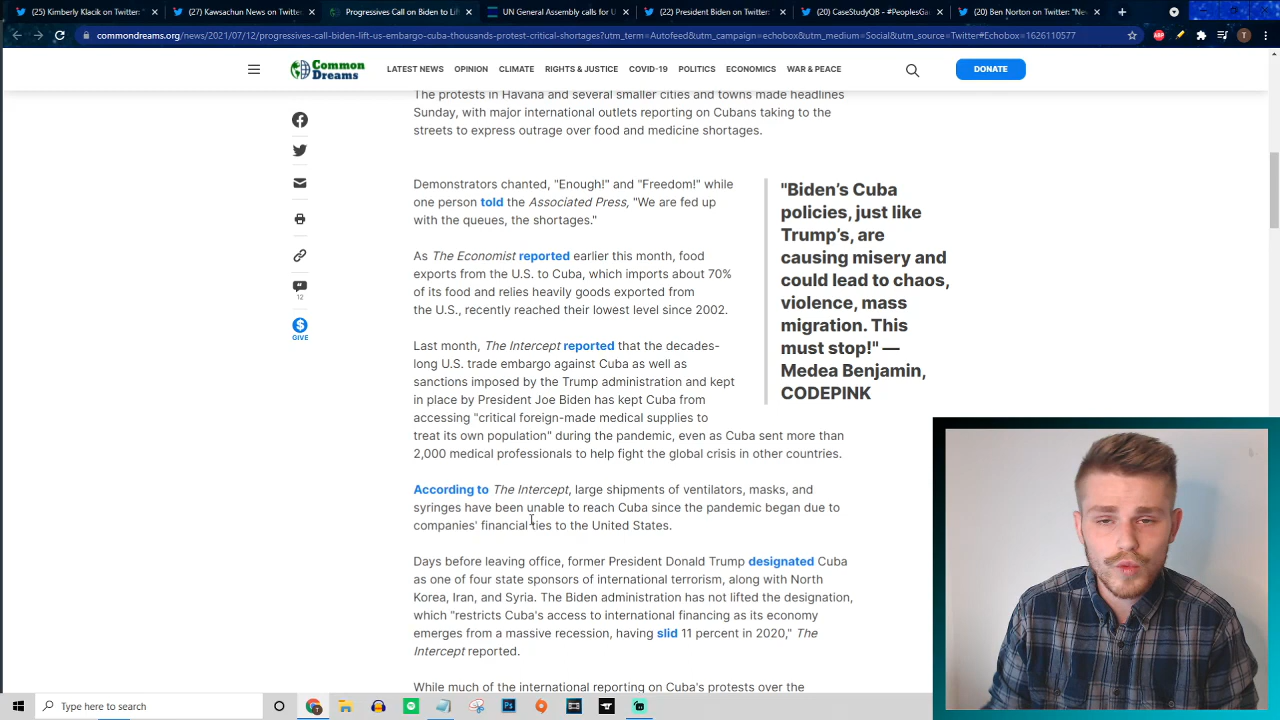 (25) Kimberly Klacik on Twitter: "
(27) Kawsachun News on Twitter
Progressives Call on Biden to Lif
UN General Assembly calls for U
(22) President Biden on Twitter:
(20) CaseStudyQB - #PeoplesGa
(20) Ben Norton on Twitter: "Ne
commondreams.org/news/2021/07/12/progressives-call-biden-lift-us-embargo-cuba-thousands-protest-critical-shortages?utm_term=Autofeed&utm_campaign=echobox&utm_medium=Social&utm_source=Twitter#Echobox=1626110577
Common Dreams
LATEST NEWS OPINION CLIMATE RIGHTS & JUSTICE COVID-19 POLITICS ECONOMICS WAR & PEACE
DONATE
The protests in Havana and several smaller cities and towns made headlines
Sunday, with major international outlets reporting on Cubans taking to the
streets to express outrage over food and medicine shortages.
Demonstrators chanted, "Enough!" and "Freedom!" while
one person told the Associated Press, "We are fed up
with the queues, the shortages."
As The Economist reported earlier this month, food
exports from the U.S. to Cuba, which imports about 70%
of its food and relies heavily goods exported from
the U.S., recently reached their lowest level since 2002.
Last month, The Intercept reported that the decades-
long U.S. trade embargo against Cuba as well as
sanctions imposed by the Trump administration and kept
in place by President Joe Biden has kept Cuba from
accessing "critical foreign-made medical supplies to
treat its own population" during the pandemic, even as Cuba sent more than
2,000 medical professionals to help fight the global crisis in other countries.
"Biden's Cuba
policies, just like
Trump's, are
causing misery and
could lead to chaos,
violence, mass
migration. This
must stop!" —
Medea Benjamin,
CODEPINK
According to The Intercept, large shipments of ventilators, masks, and
syringes have been unable to reach Cuba since the pandemic began due to
companies' financial ties to the United States.
Days before leaving office, former President Donald Trump designated Cuba
as one of four state sponsors of international terrorism, along with North
Korea, Iran, and Syria. The Biden administration has not lifted the designation,
which "restricts Cuba's access to international financing as its economy
emerges from a massive recession, having slid 11 percent in 2020," The
Intercept reported.
While much of the international reporting on Cuba's protests over the
12
GIVE
Type here to search